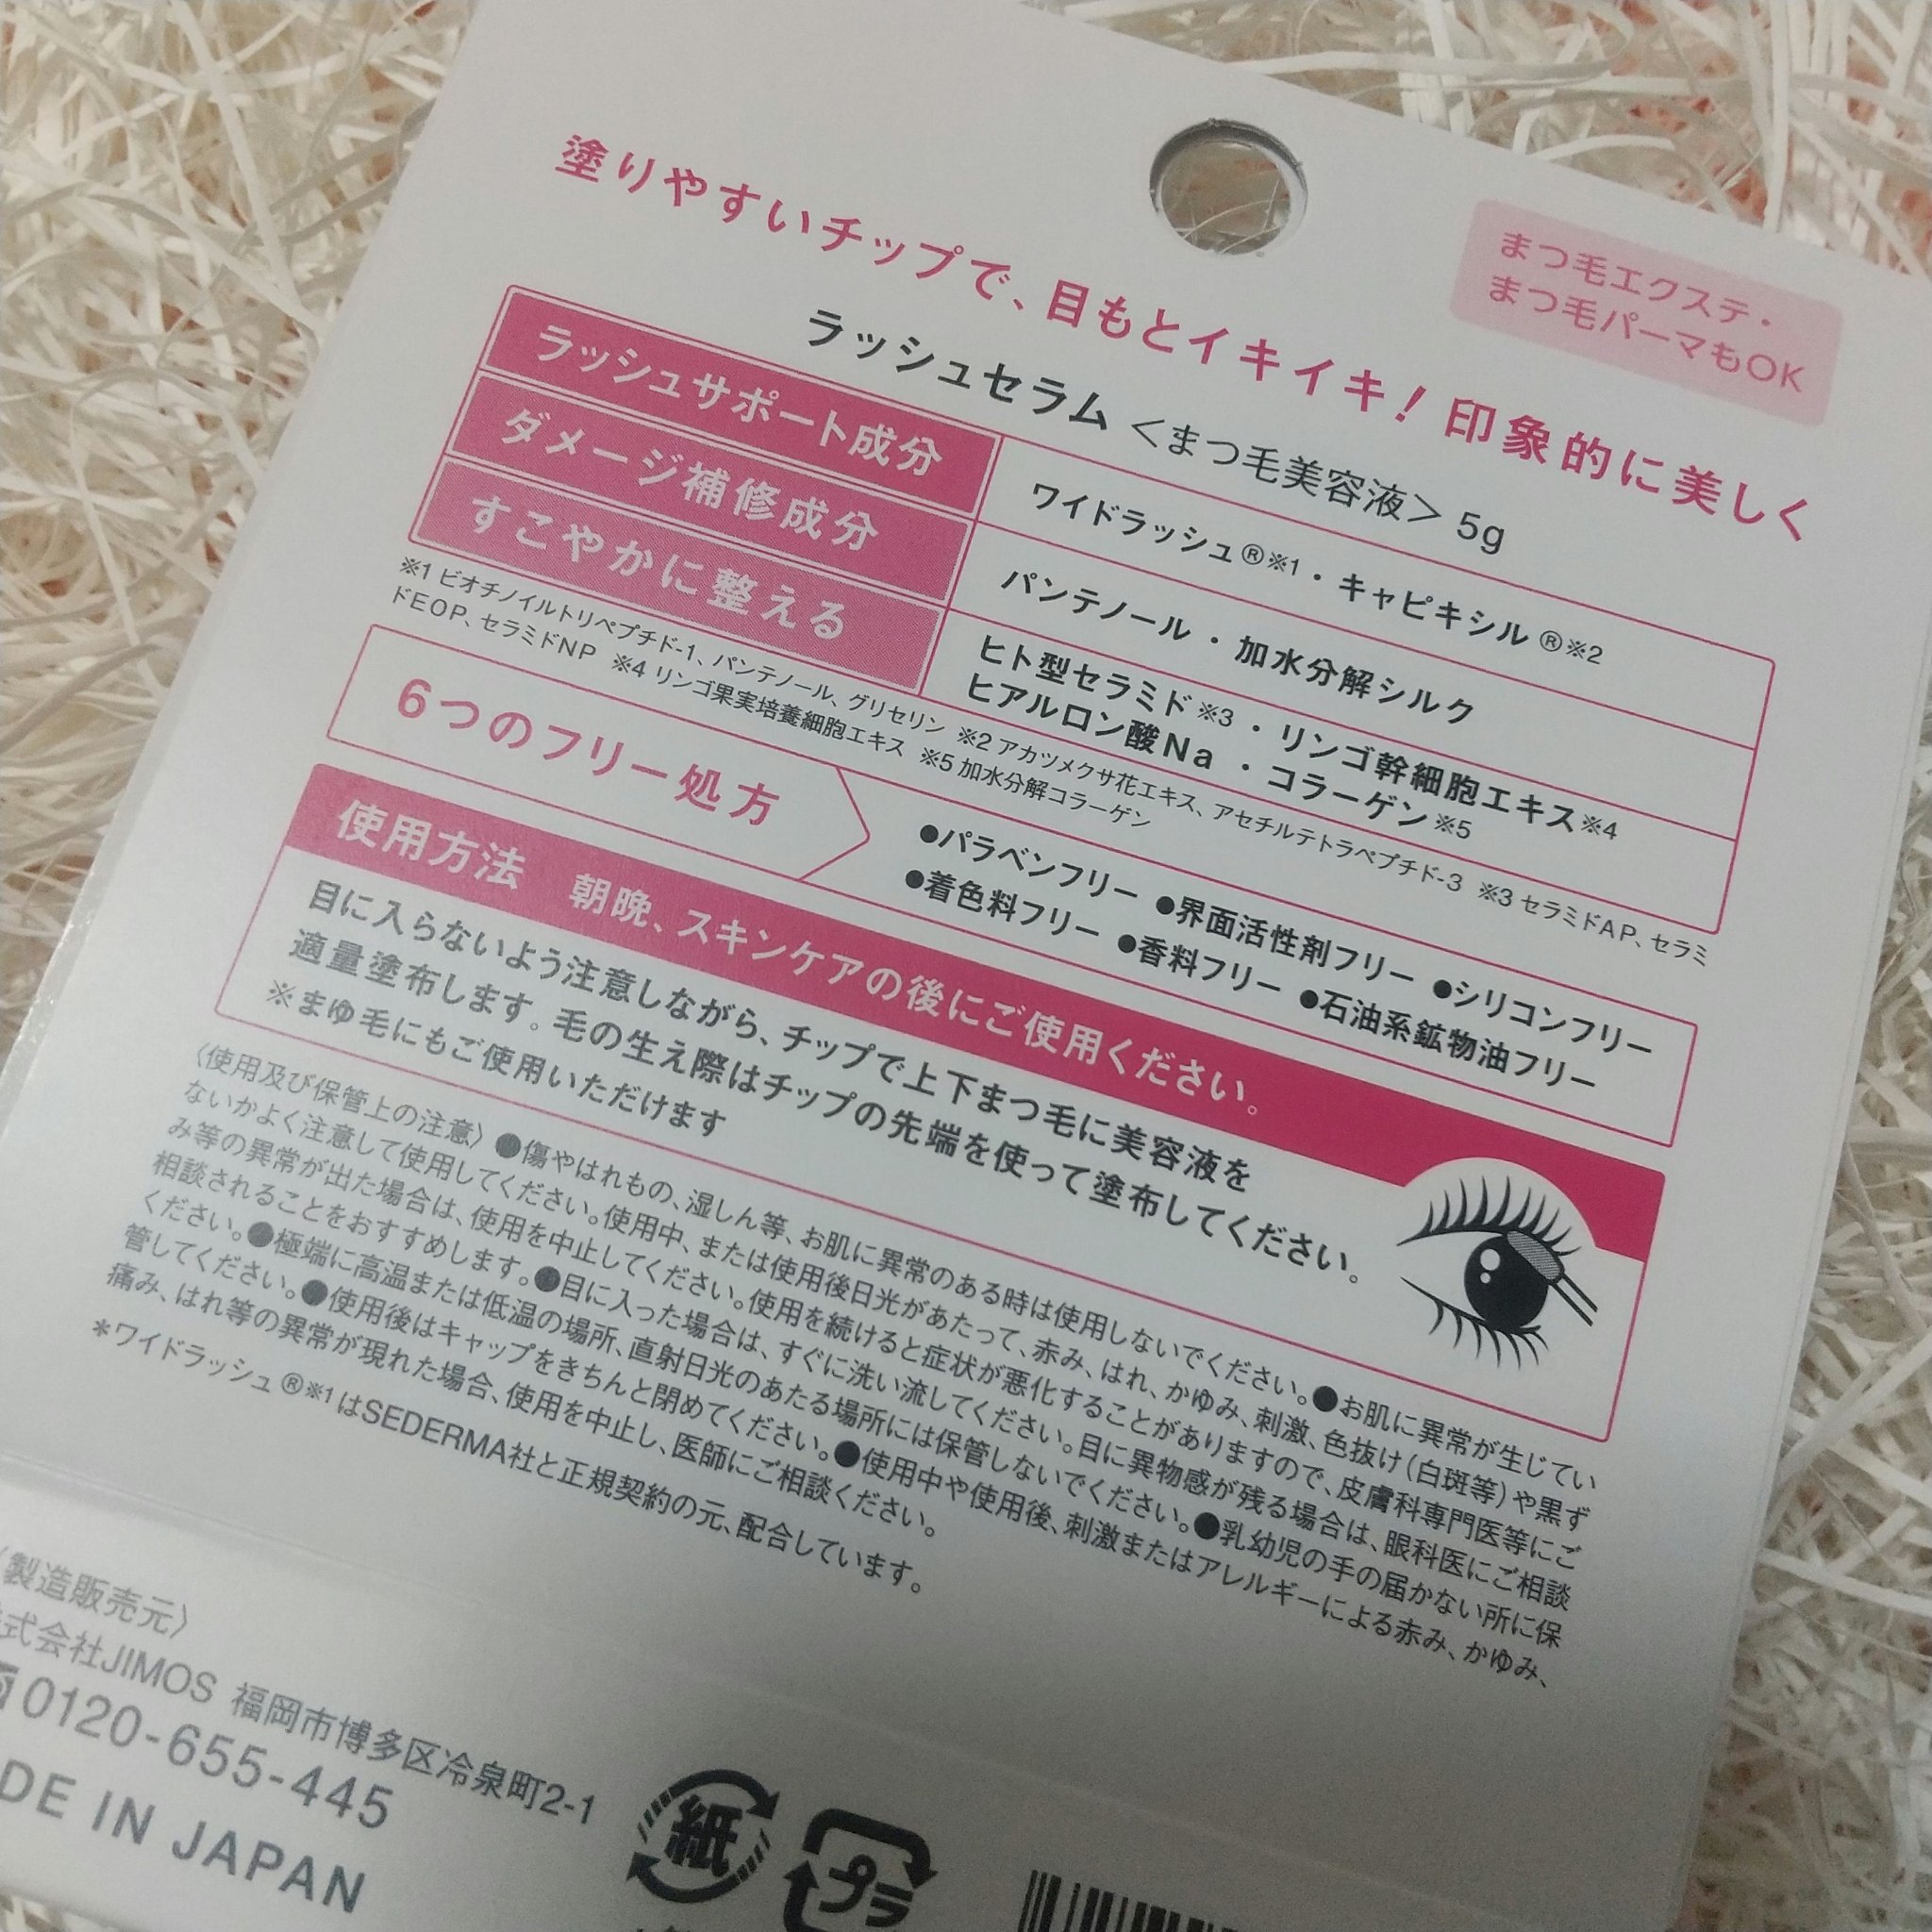 まつ毛エクステ・
まつ毛パーマもOK
塗りやすいチップで、目もとイキイキ！印象的に美しく
ラッシュセラム＜まつ毛美容液＞ 5g
ラッシュサポート成分 ワイドラッシュ®※1・キャピキシル®※2
ダメージ補修成分 パンテノール・加水分解シルク
すこやかに整える ヒト型セラミド※3・リンゴ幹細胞エキス※4
ヒアルロン酸Na・コラーゲン※5
※1 ビオチノイルトリペプチド-1、パンテノール、グリセリン ※2 アカツメクサ花エキス、アセチルテトラペプチド-3 ※3 セラミドAP、セラミ
ドEOP、セラミドNP ※4 リンゴ果実培養細胞エキス ※5 加水分解コラーゲン
6つのフリー処方
●パラベンフリー ●界面活性剤フリー ●シリコンフリー
●着色料フリー ●香料フリー ●石油系鉱物油フリー
使用方法 朝晩、スキンケアの後にご使用ください。
目に入らないよう注意しながら、チップで上下まつ毛に美容液を
適量塗布します。毛の生え際はチップの先端を使って塗布してください。
※まゆ毛にもご使用いただけます
〈使用及び保管上の注意〉●傷やはれもの、湿しん等、お肌に異常のある時は使用しないでください。●お肌に異常が生じてい
ないかよく注意して使用してください。使用中、または使用後日光があたって、赤み、はれ、かゆみ、刺激、色抜け(白斑等)や黒ず
み等の異常が出た場合は、使用を中止してください。使用を続けると症状が悪化することがありますので、皮膚科専門医等にご
相談されることをおすすめします。●目に入った場合は、すぐに洗い流してください。目に異物感が残る場合は、眼科医にご相談
ください。●極端に高温または低温の場所、直射日光のあたる場所には保管しないでください。●乳幼児の手の届かない所に保
管してください。●使用後はキャップをきちんと閉めてください。●使用中や使用後、刺激またはアレルギーによる赤み、かゆみ、
痛み、はれ等の異常が現れた場合、使用を中止し、医師にご相談ください。
＊ワイドラッシュ®※1はSEDERMA社と正規契約の元、配合しています。
〈製造販売元〉
式会社JIMOS 福岡市博多区冷泉町2-1
0120-655-445
DE IN JAPAN
紙
プラ